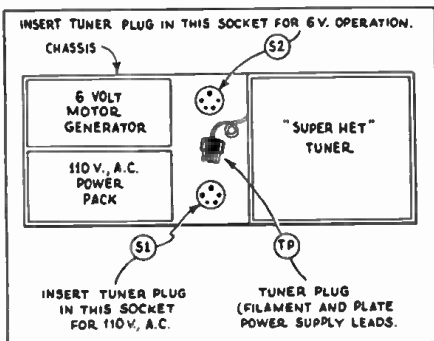 INSERT TUNER PLUG IN THIS SOCKET FOR 6 V. OPERATION.
CHASSIS
S2
6 VOLT
MOTOR
GENERATOR
"SUPER HET"
TUNER
110 V., A.C.
POWER
PACK
S1
TP
INSERT TUNER PLUG
IN THIS SOCKET
FOR 110 V., A.C.
TUNER PLUG
(FILAMENT AND PLATE
POWER SUPPLY LEADS.